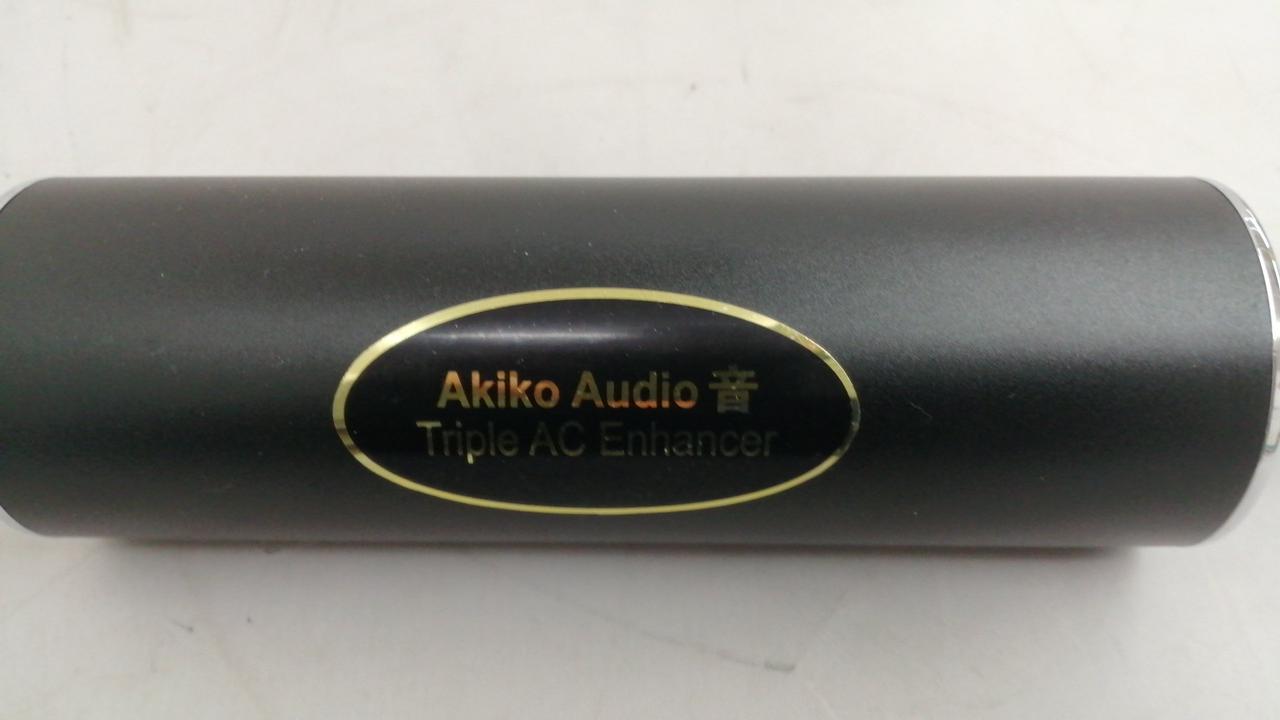 Akiko Audio 音
Triple AC Enhancer